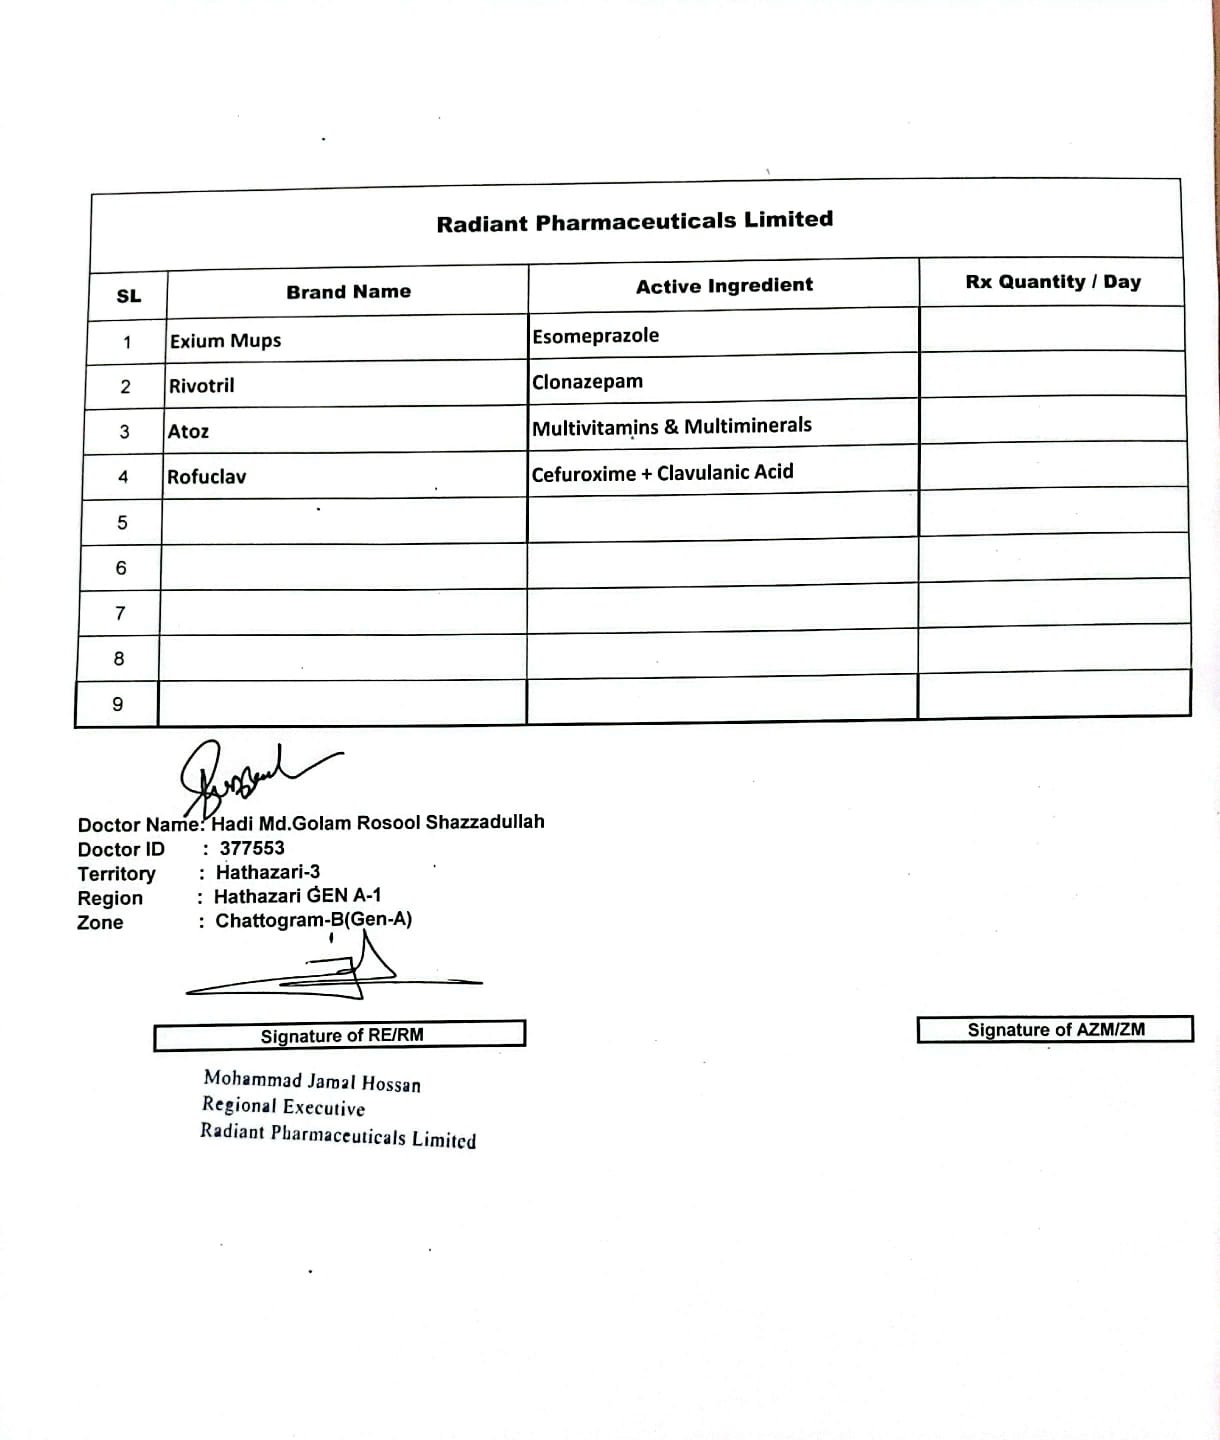 Radiant Pharmaceuticals Limited
SL Brand Name Active Ingredient Rx Quantity / Day
1 Exium Mups Esomeprazole
2 Rivotril Clonazepam
3 Atoz Multivitamins & Multiminerals
4 Rofuclav Cefuroxime + Clavulanic Acid
5
6
7
8
9
Doctor Name: Hadi Md.Golam Rosool Shazzadullah
Doctor ID : 377553
Territory : Hathazari-3
Region : Hathazari GEN A-1
Zone : Chattogram-B(Gen-A)
Signature of RE/RM Signature of AZM/ZM
Mohammad Jamal Hossan
Regional Executive
Radiant Pharmaceuticals Limited